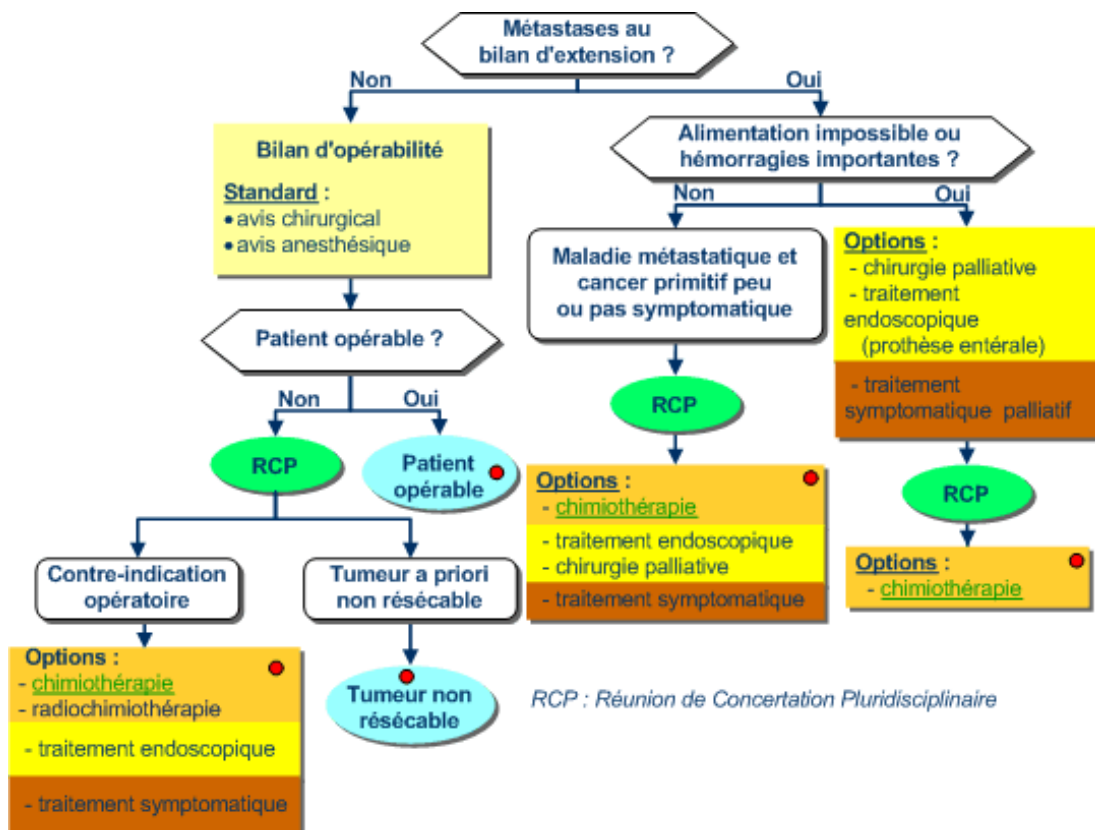 Métastases au
bilan d'extension ?
Non
Oui
Bilan d'opérabilité
Standard :
• avis chirurgical
• avis anesthésique
Alimentation impossible ou
hémorragies importantes ?
Non
Oui
Maladie métastatique et
cancer primitif peu
ou pas symptomatique
Options :
- chirurgie palliative
- traitement
endoscopique
(prothèse entérale)
- traitement
symptomatique palliatif
Patient opérable ?
Non
Oui
RCP
Patient
opérable
RCP
RCP
Options :
- chimiothérapie
- traitement endoscopique
- chirurgie palliative
- traitement symptomatique
Options :
- chimiothérapie
Contre-indication
opératoire
Tumeur a priori
non résécable
Options :
- chimiothérapie
- radiochimiothérapie
- traitement endoscopique
- traitement symptomatique
Tumeur non
résécable
RCP : Réunion de Concertation Pluridisciplinaire